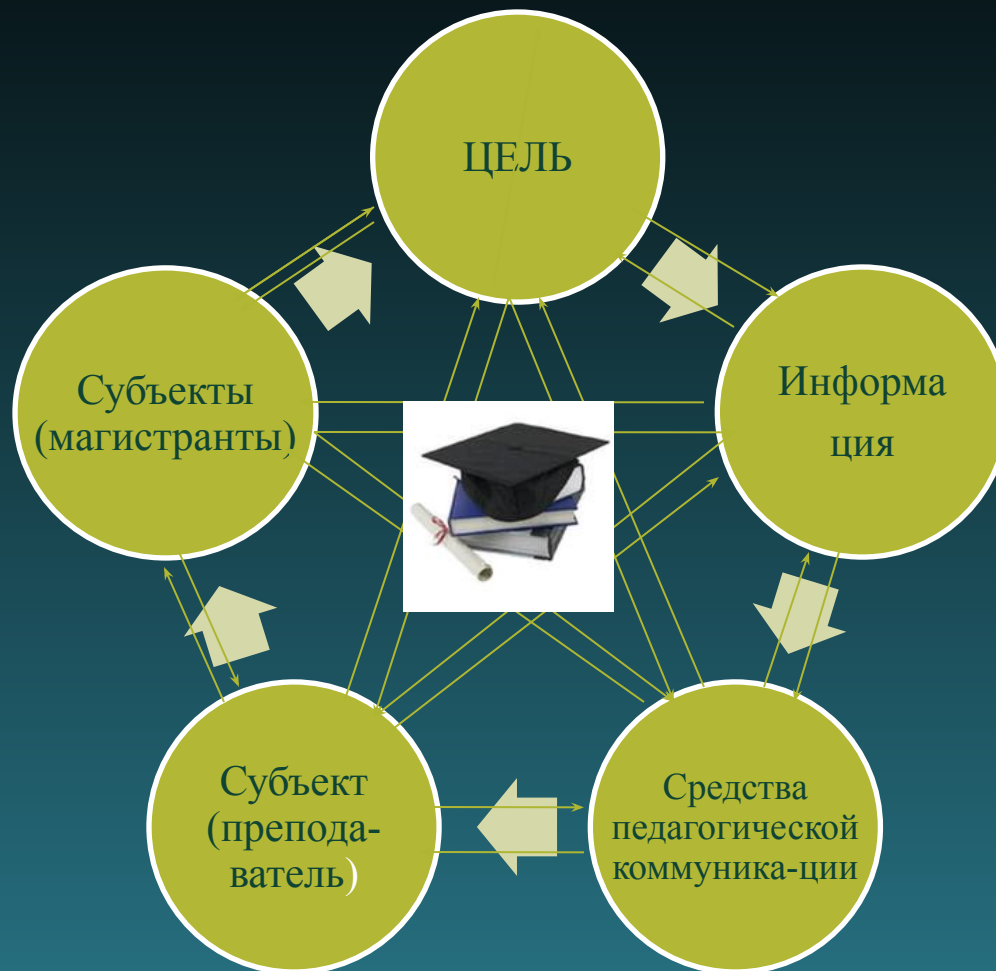 ЦЕЛЬ
Субъекты
(магистранты)
Информа
ция
Субъект
(препода-
ватель)
Средства
педагогической
коммуника-ции